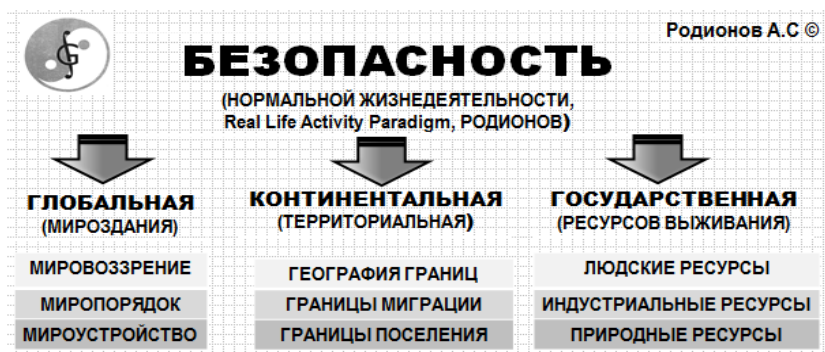 Родионов А.С ©
БЕЗОПАСНОСТЬ
(НОРМАЛЬНОЙ ЖИЗНЕДЕЯТЕЛЬНОСТИ,
Real Life Activity Paradigm, РОДИОНОВ)
ГЛОБАЛЬНАЯ
(МИРОЗДАНИЯ)
МИРОВОЗЗРЕНИЕ
МИРОПОРЯДОК
МИРОУСТРОЙСТВО
КОНТИНЕНТАЛЬНАЯ
(ТЕРРИТОРИАЛЬНАЯ)
ГЕОГРАФИЯ ГРАНИЦ
ГРАНИЦЫ МИГРАЦИИ
ГРАНИЦЫ ПОСЕЛЕНИЯ
ГОСУДАРСТВЕННАЯ
(РЕСУРСОВ ВЫЖИВАНИЯ)
ЛЮДСКИЕ РЕСУРСЫ
ИНДУСТРИАЛЬНЫЕ РЕСУРСЫ
ПРИРОДНЫЕ РЕСУРСЫ